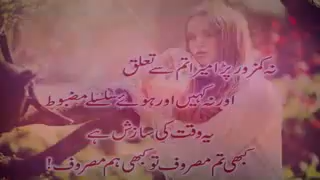 نہ کمزور پڑا میرا تم سے تعلق
اور نہ کہیں اور ہوئے سلسلے مضبوط
یہ وقت کی سازش ہے
کبھی تم مصروف تو کبھی ہم مصروف!